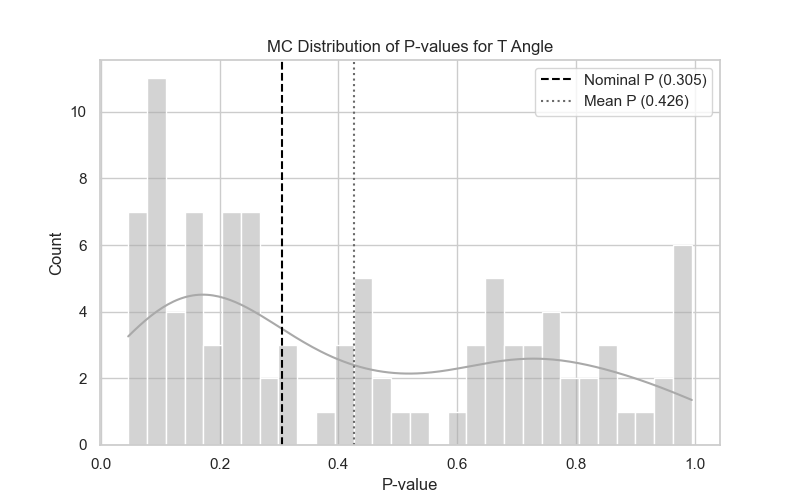 MC Distribution of P-values for T Angle
Nominal P (0.305)
Mean P (0.426)
Count
10
8
6
4
2
0
0.0 0.2 0.4 0.6 0.8 1.0
P-value